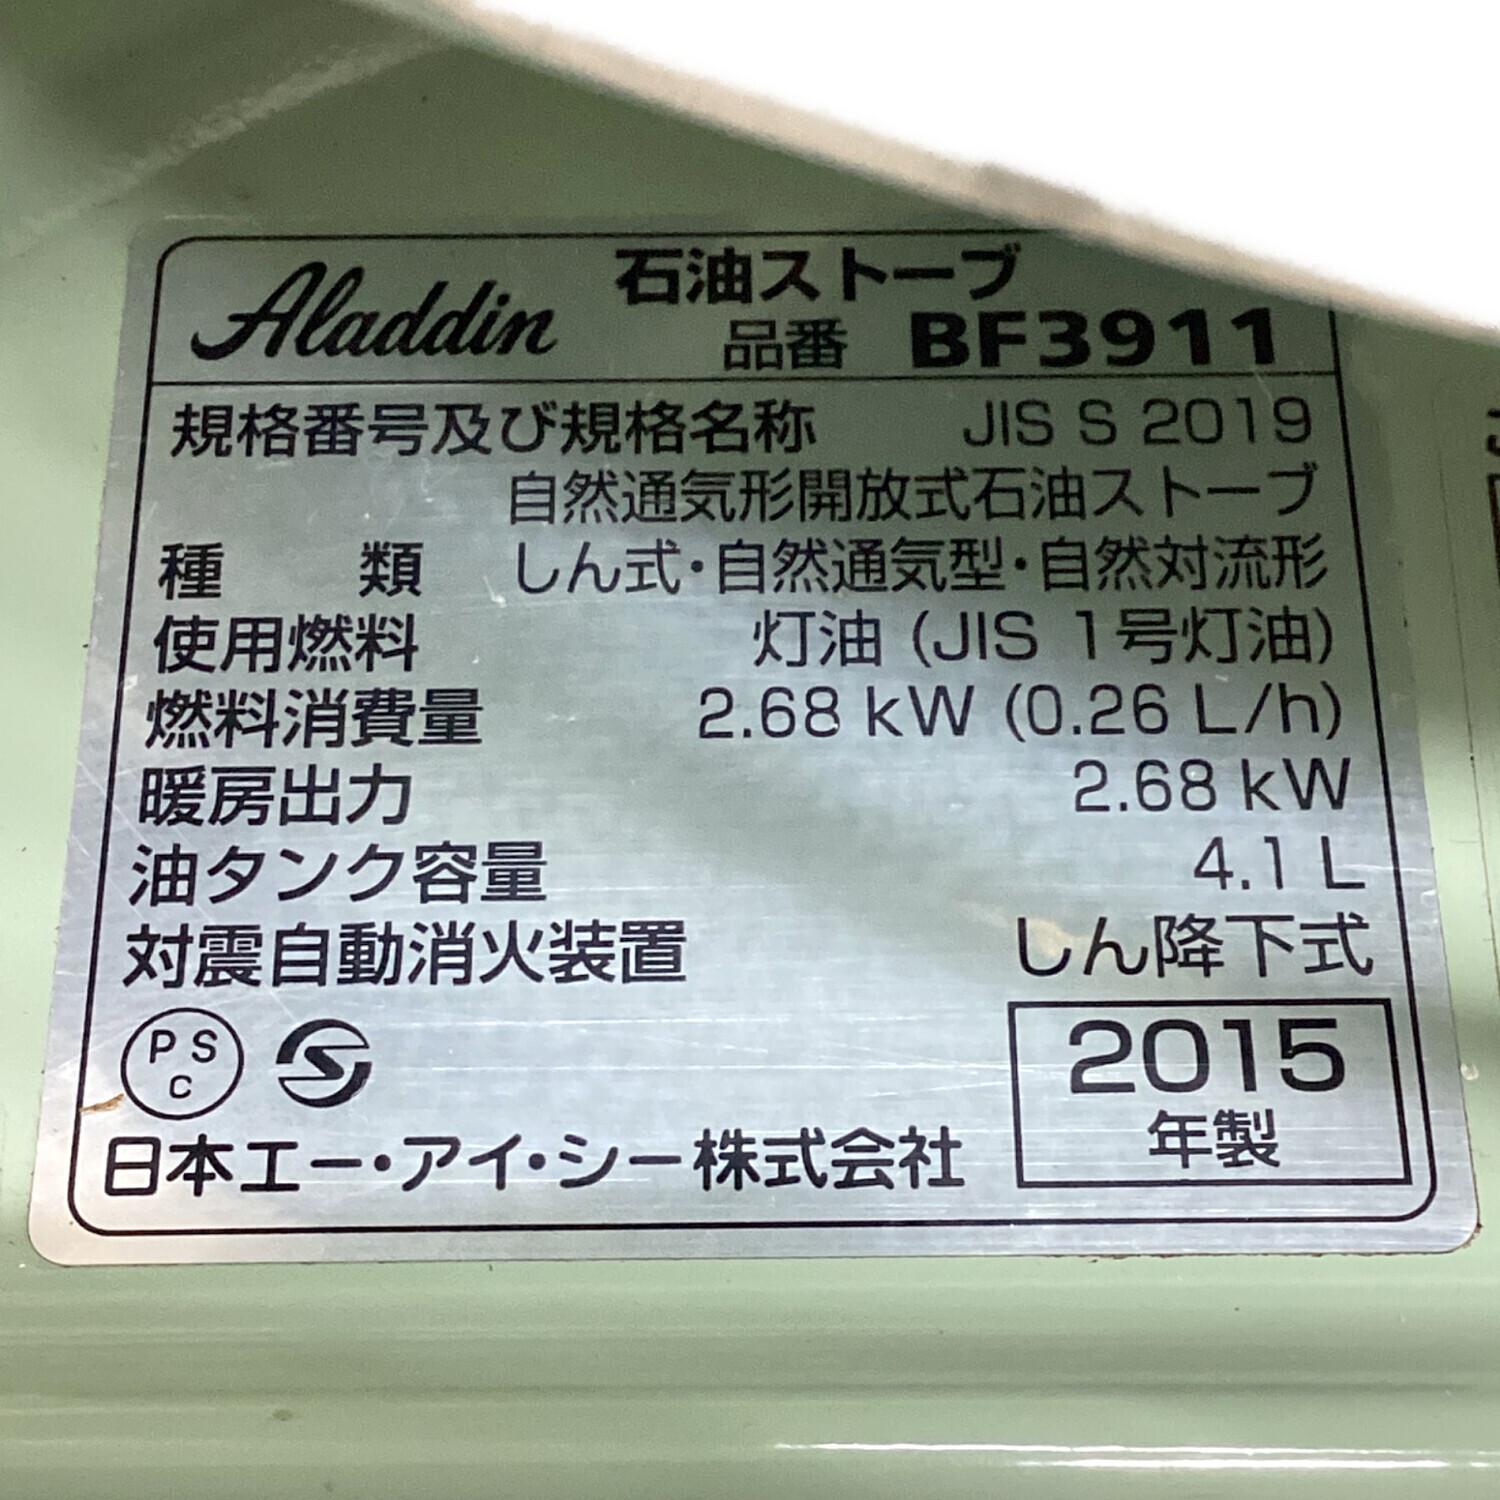 Aladdin 石油ストーブ
品番 BF3911
規格番号及び規格名称 JIS S 2019
自然通気形開放式石油ストーブ
種 類 しん式・自然通気型・自然対流形
使用燃料 灯油 (JIS 1号灯油)
燃料消費量 2.68 kW (0.26 L/h)
暖房出力 2.68 kW
油タンク容量 4.1 L
対震自動消火装置 しん降下式
PS
C
2015
年製
日本エー・アイ・シー株式会社